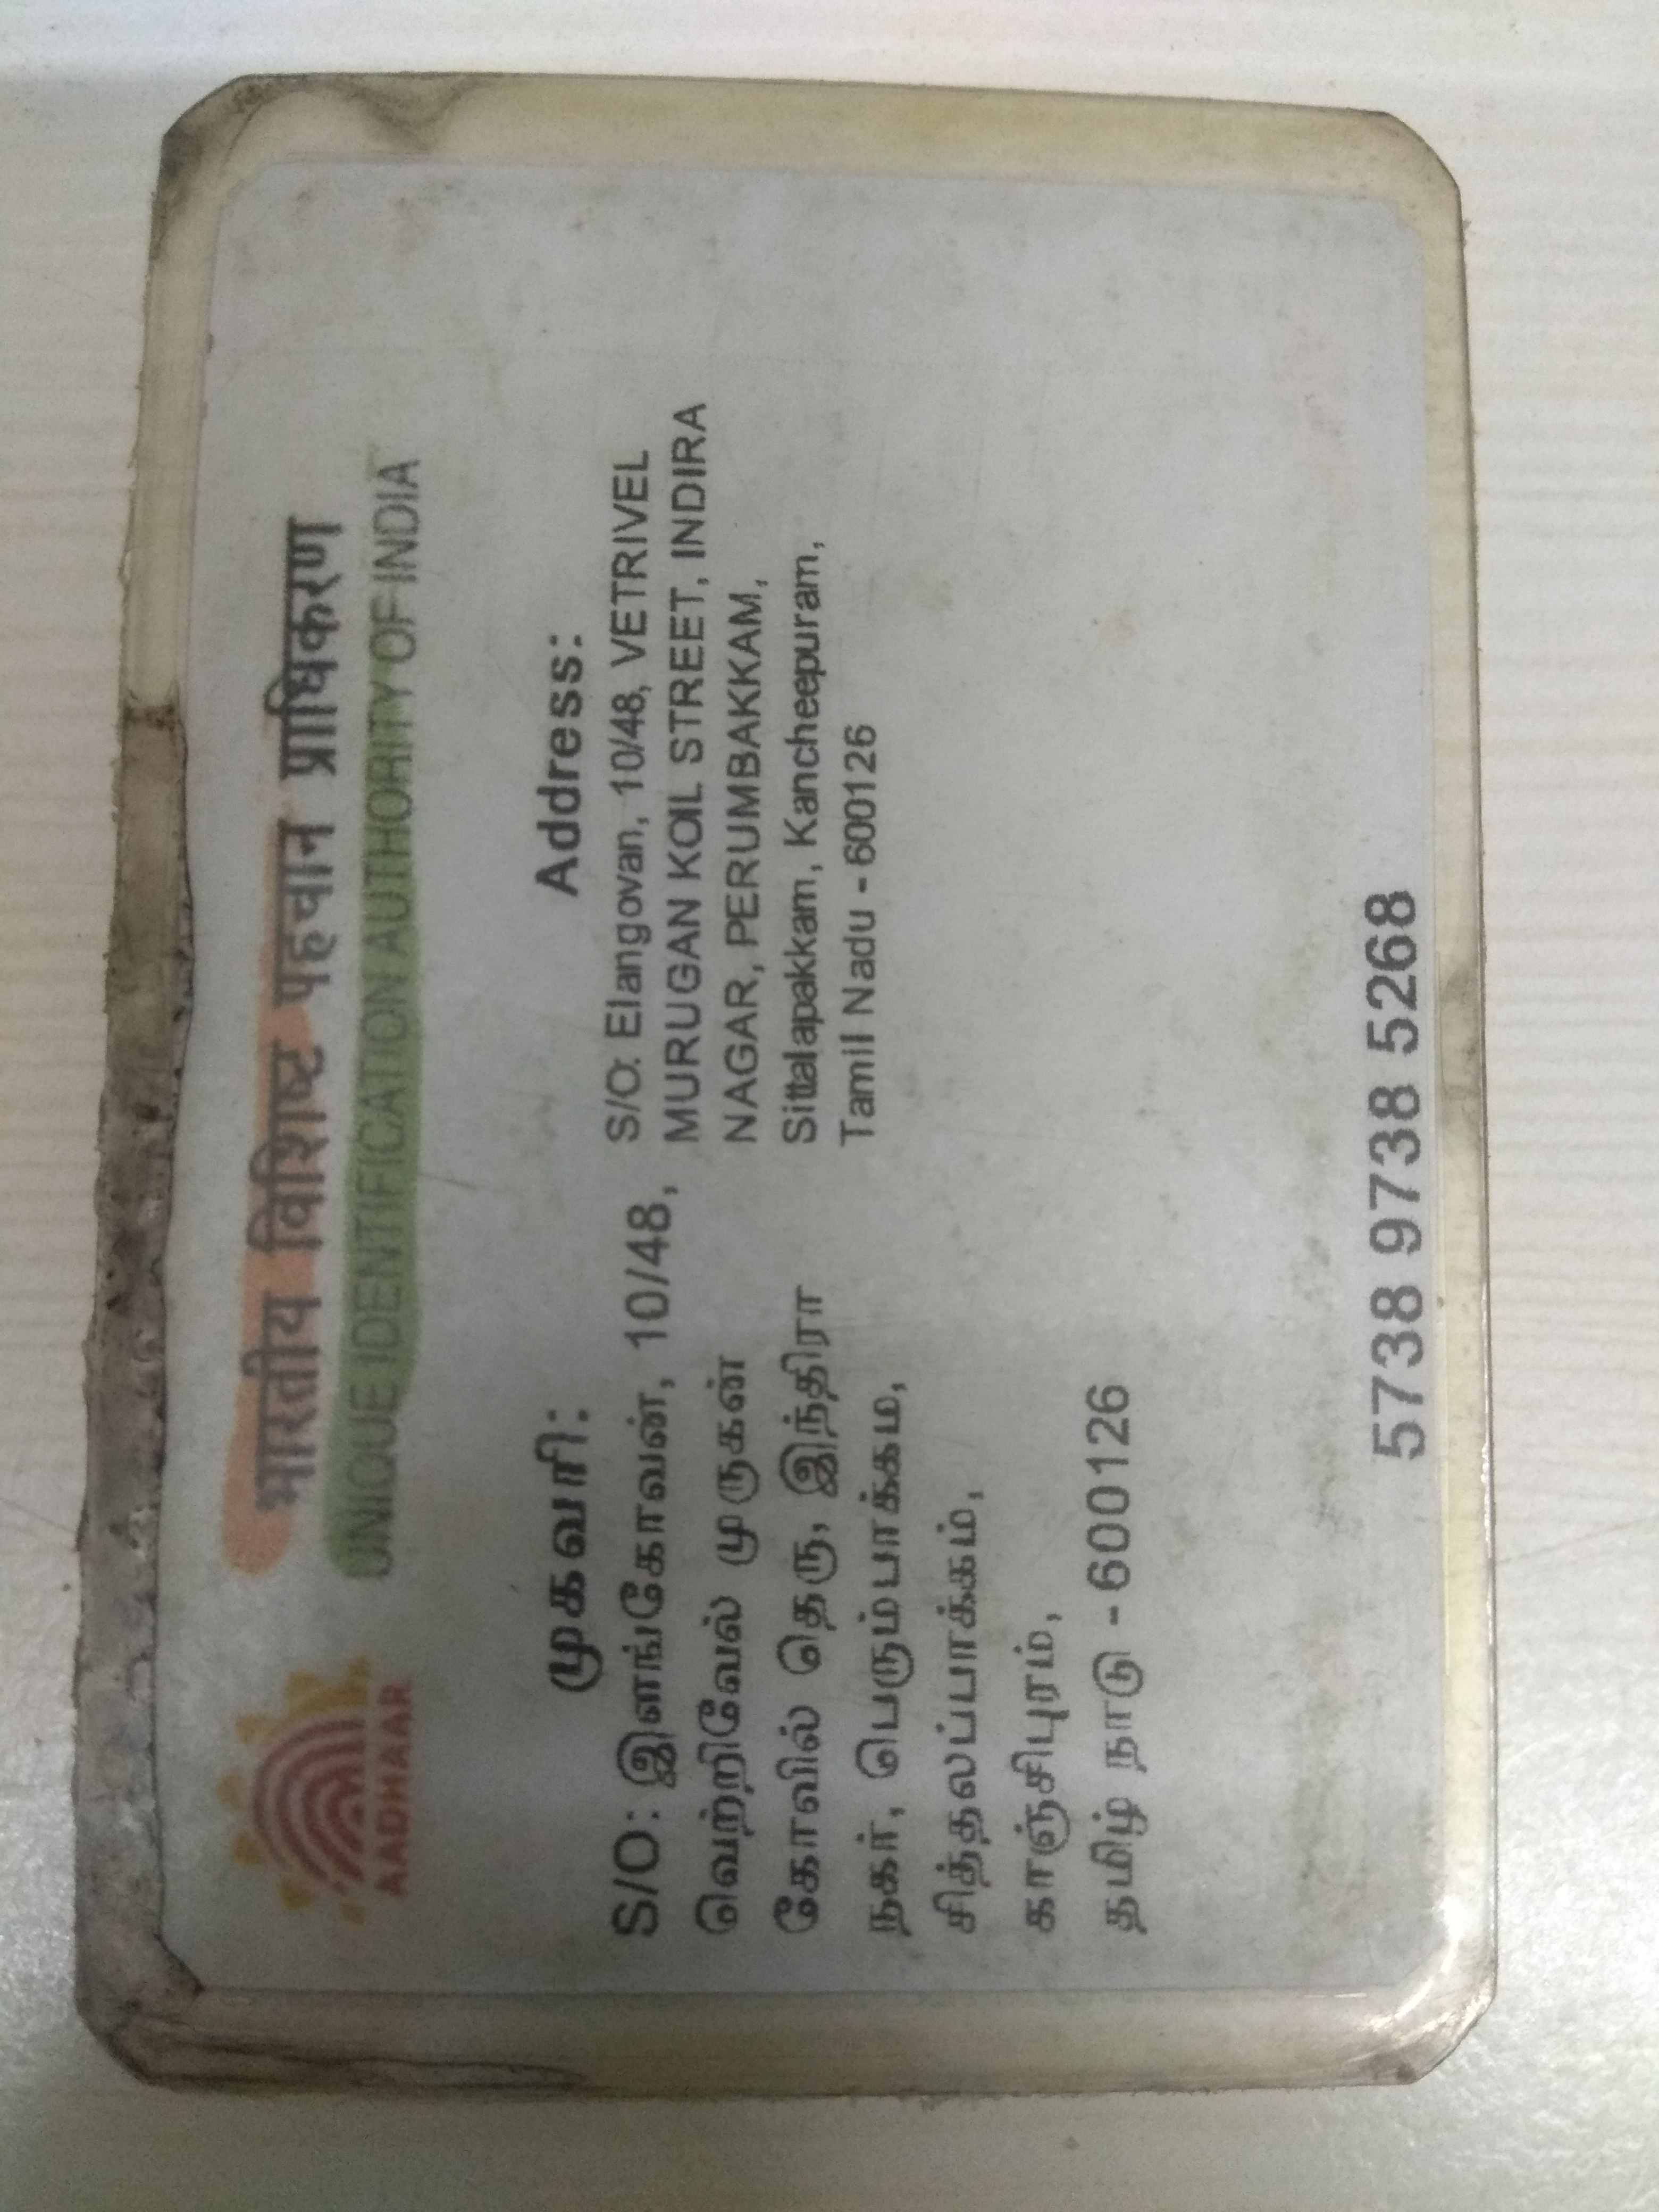 भारतीय विशिष्ट पहचान प्राधिकरण
UNIQUE IDENTIFICATION AUTHORITY OF INDIA
AADHAAR
முகவரி:
S/O: இளங்கோவன், 10/48,
வெற்றிவேல் முருகன்
கோவில் தெரு, இந்திரா
நகர், பெரும்பாக்கம,
சித்தலப்பாக்கம்,
காஞ்சிபுரம்,
தமிழ் நாடு - 600126
Address:
S/O: Elangovan, 10/48, VETRIVEL
MURUGAN KOIL STREET, INDIRA
NAGAR, PERUMBAKKAM,
Sittalapakkam, Kancheepuram,
Tamil Nadu - 600126
5738 9738 5268